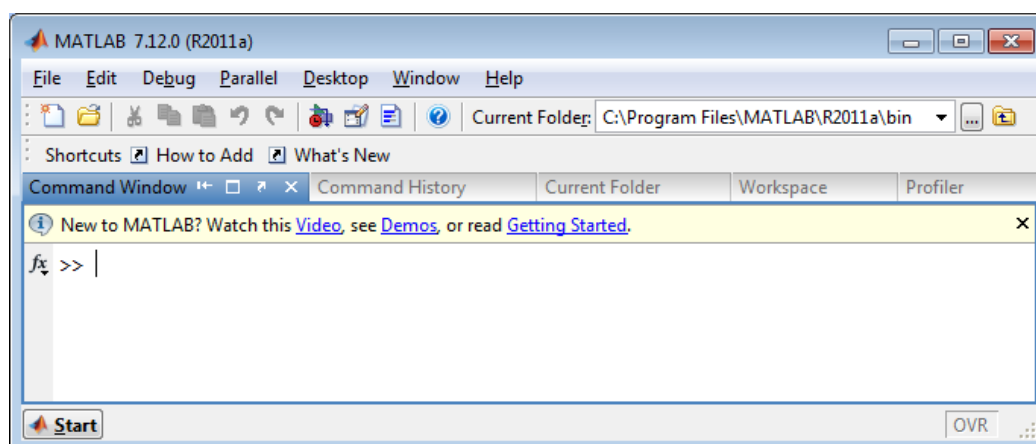 MATLAB 7.12.0 (R2011a)
File Edit Debug Parallel Desktop Window Help
Current Folder: C:\Program Files\MATLAB\R2011a\bin ...
Shortcuts How to Add What's New
Command Window Command History Current Folder Workspace Profiler
New to MATLAB? Watch this Video, see Demos, or read Getting Started.
fx >>
Start OVR